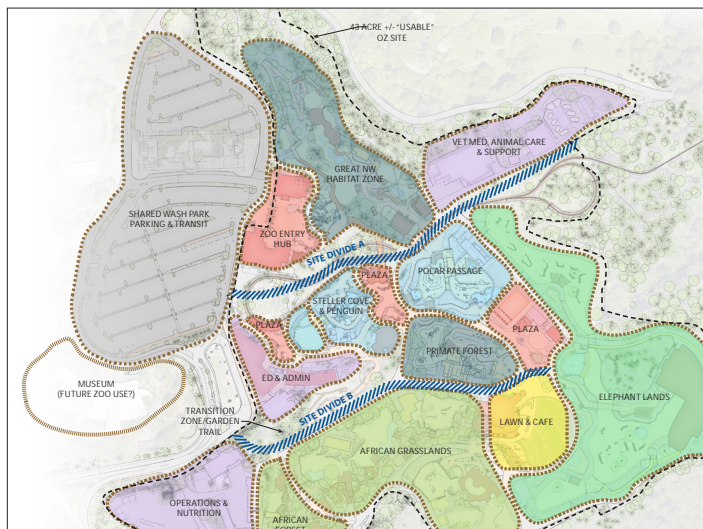 43 ACRE +/- "USABLE"
OZ SITE
VET MED, ANIMAL CARE
& SUPPORT
GREAT NW
HABITAT ZONE
SHARED WASH PARK
PARKING & TRANSIT
ZOO ENTRY
HUB
SITE DIVIDE A
PLAZA
POLAR PASSAGE
STELLER COVE
& PENGUIN
PLAZA
PLAZA
PRIMATE FOREST
ED & ADMIN
MUSEUM
(FUTURE ZOO USE?)
ELEPHANT LANDS
TRANSITION
ZONE/GARDEN
TRAIL
SITE DIVIDE B
LAWN & CAFE
AFRICAN GRASSLANDS
OPERATIONS &
NUTRITION
AFRICAN
FOREST